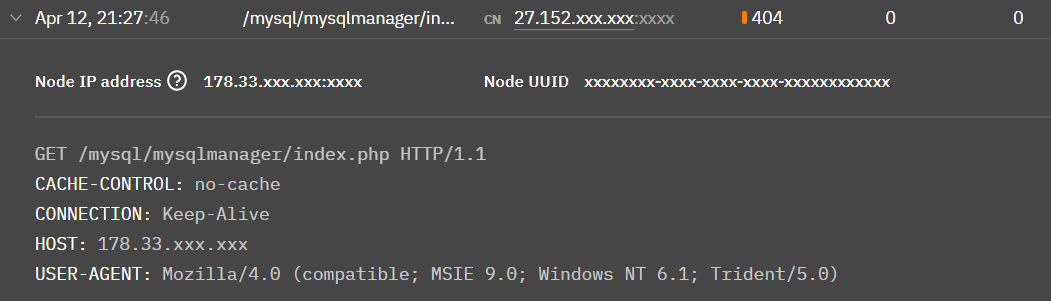 Apr 12, 21:27:46 /mysql/mysqlmanager/in... CN 27.152.xxx.xxx:xxxx 404 0 0
Node IP address ? 178.33.xxx.xxx:xxxx Node UUID xxxxxxxx-xxxx-xxxx-xxxx-xxxxxxxxxxxx
GET /mysql/mysqlmanager/index.php HTTP/1.1
CACHE-CONTROL: no-cache
CONNECTION: Keep-Alive
HOST: 178.33.xxx.xxx
USER-AGENT: Mozilla/4.0 (compatible; MSIE 9.0; Windows NT 6.1; Trident/5.0)